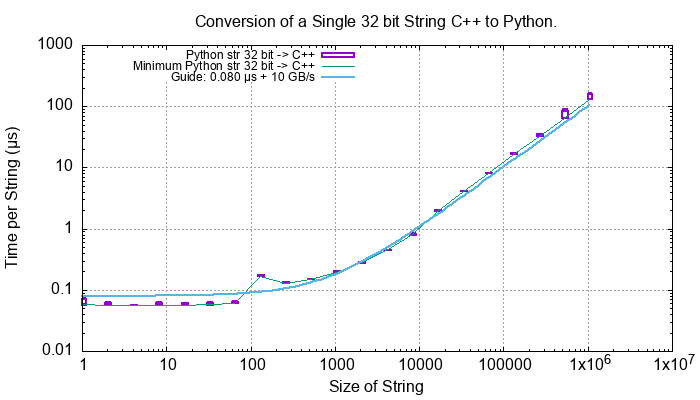 Conversion of a Single 32 bit String C++ to Python.
Python str 32 bit -> C++
Minimum Python str 32 bit -> C++
Guide: 0.080 µs + 10 GB/s
Time per String (µs)
1000
100
10
1
0.1
0.01
1 10 100 1000 10000 100000 1x10^6 1x10^7
Size of String